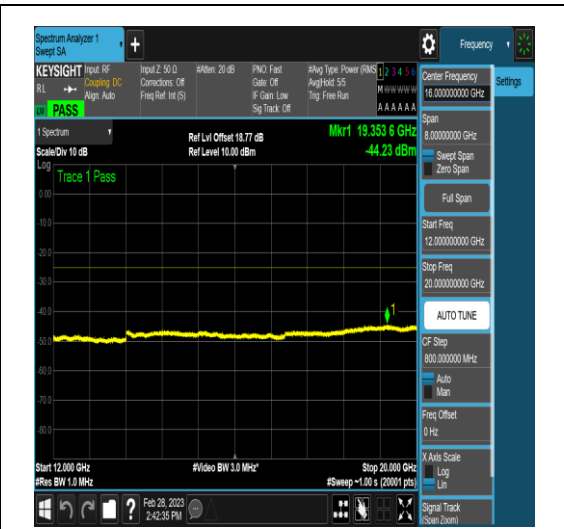 Spectrum Analyzer 1
Swept SA
+
Frequency
KEYSIGHT
Input: RF
Coupling: DC
Align: Auto
Input Z: 50 Ω
Corrections: Off
Freq Ref: Int (S)
#Atten: 20 dB
PNO: Fast
Gate: Off
IF Gain: Low
Sig Track: Off
#Avg Type: Power (RMS
Avg|Hold: 5/5
Trig: Free Run
1 2 3 4 5 6
M W W W W W
A A A A A A
RL
PASS
1 Spectrum
Scale/Div 10 dB
Ref Lvl Offset 18.77 dB
Ref Level 10.00 dBm
Mkr1 19.353 6 GHz
-44.23 dBm
Log
Trace 1 Pass
0.00
-10.0
-20.0
-30.0
-40.0
-50.0
-60.0
-70.0
-80.0
1
Start 12.000 GHz
#Res BW 1.0 MHz
#Video BW 3.0 MHz*
Stop 20.000 GHz
#Sweep ~1.00 s (20001 pts)
?
Feb 28, 2023
2:42:35 PM
Center Frequency
16.000000000 GHz
Settings
Span
8.00000000 GHz
Swept Span
Zero Span
Full Span
Start Freq
12.000000000 GHz
Stop Freq
20.000000000 GHz
AUTO TUNE
CF Step
800.000000 MHz
Auto
Man
Freq Offset
0 Hz
X Axis Scale
Log
Lin
Signal Track
(Span Zoom)